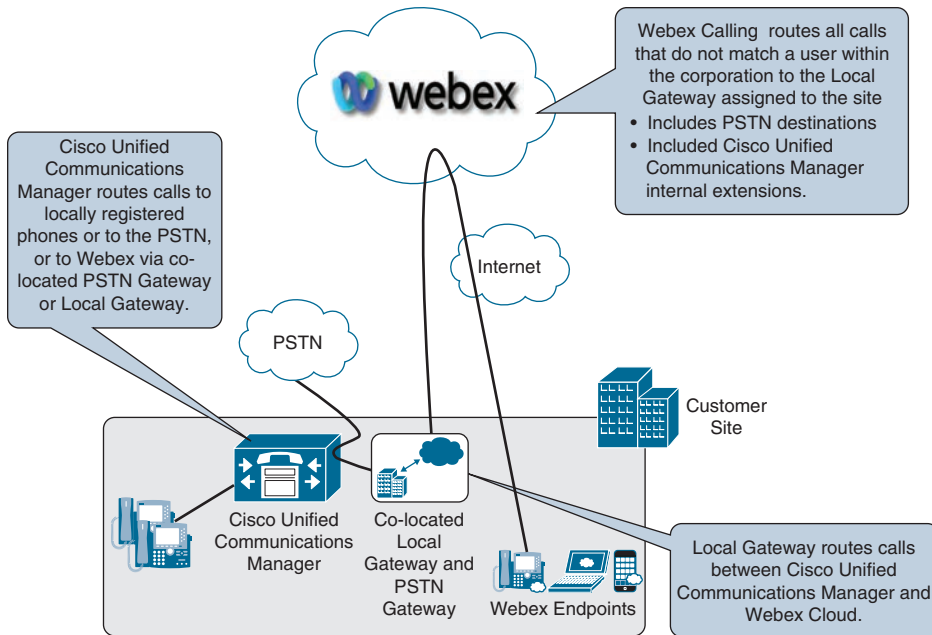 Webex Calling routes all calls
that do not match a user within
the corporation to the Local
Gateway assigned to the site
• Includes PSTN destinations
• Included Cisco Unified
Communications Manager
internal extensions.
webex
Cisco Unified
Communications
Manager routes calls to
locally registered
phones or to the PSTN,
or to Webex via co-
located PSTN Gateway
or Local Gateway.
Internet
PSTN
Customer
Site
Cisco Unified
Communications
Manager
Co-located
Local
Gateway and
PSTN
Gateway
Webex Endpoints
Local Gateway routes calls
between Cisco Unified
Communications Manager and
Webex Cloud.